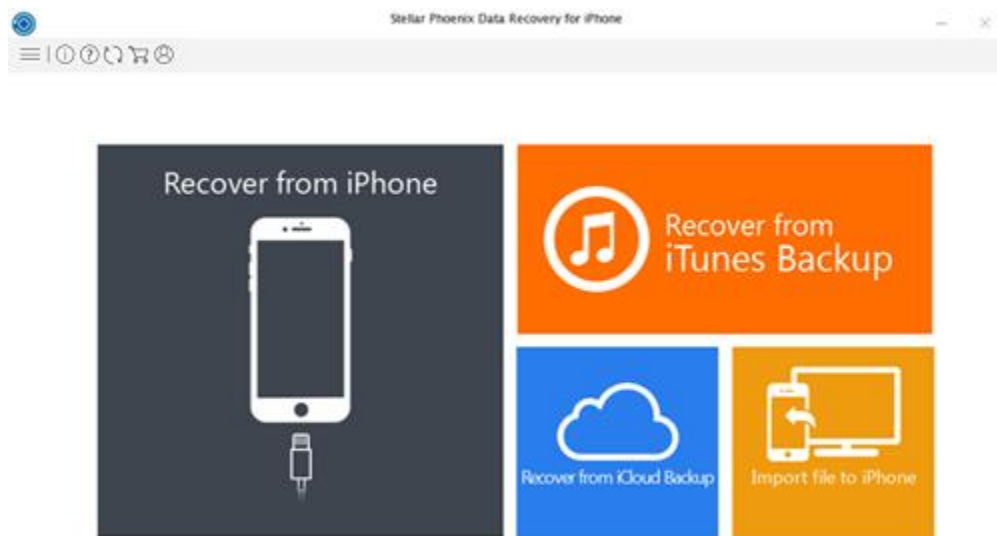 Stellar Phoenix Data Recovery for iPhone
Recover from iPhone
Recover from
iTunes Backup
Recover from iCloud Backup
Import file to iPhone